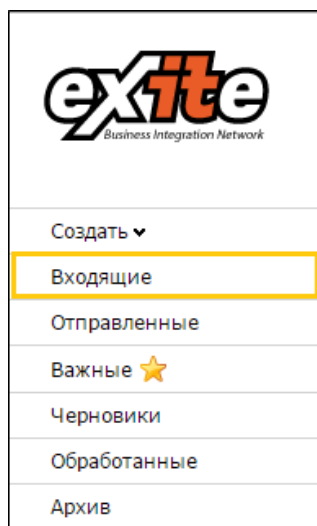 eXite
Business Integration Network
Создать
Входящие
Отправленные
Важные
Черновики
Обработанные
Архив